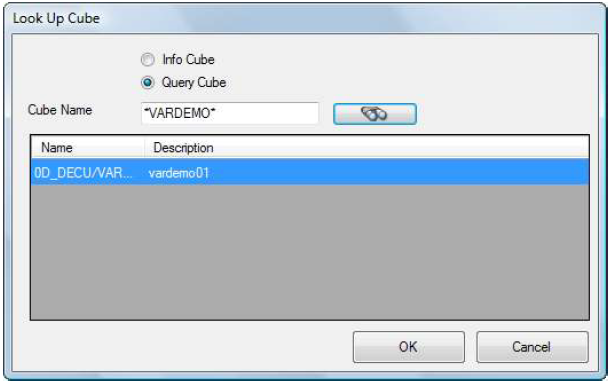 Look Up Cube
Info Cube
Query Cube
Cube Name *VARDEMO*
Name Description
0D_DECU/VAR... vardemo01
OK Cancel